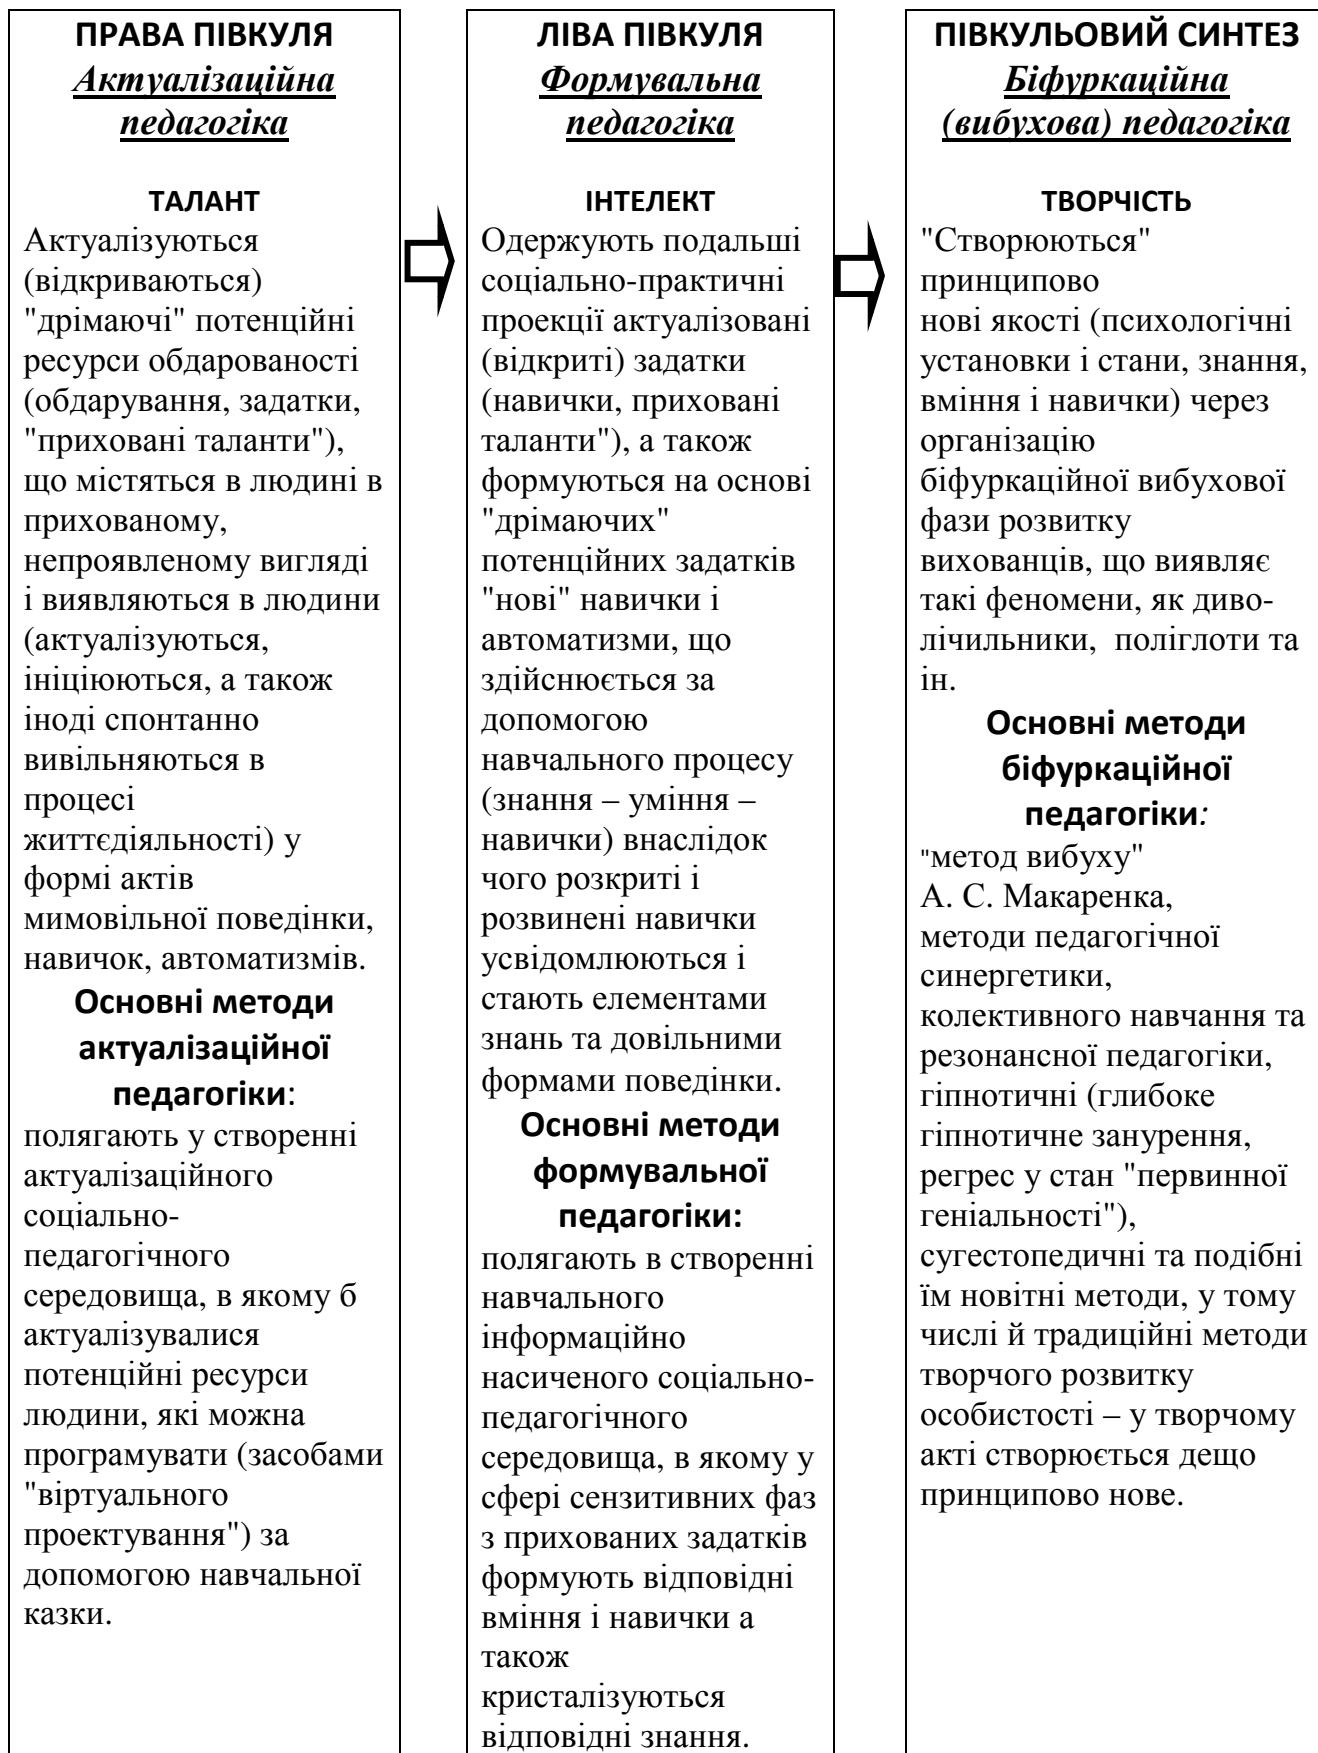 ПРАВА ПІВКУЛЯ
Актуалізаційна
педагогіка
ТАЛАНТ
Актуалізуються
(відкриваються)
"дрімаючі" потенційні
ресурси обдарованості
(обдарування, задатки,
"приховані таланти"),
що містяться в людині в
прихованому,
непроявленому вигляді
і виявляються в людини
(актуалізуються,
ініціюються, а також
іноді спонтанно
вивільняються в
процесі
життєдіяльності) у
формі актів
мимовільної поведінки,
навичок, автоматизмів.
Основні методи
актуалізаційної
педагогіки:
полягають у створенні
актуалізаційного
соціально-
педагогічного
середовища, в якому б
актуалізувалися
потенційні ресурси
людини, які можна
програмувати (засобами
"віртуального
проектування") за
допомогою навчальної
казки.
ЛІВА ПІВКУЛЯ
Формувальна
педагогіка
ІНТЕЛЕКТ
Одержують подальші
соціально-практичні
проекції актуалізовані
(відкриті) задатки
(навички, приховані
таланти"), а також
формуються на основі
"дрімаючих"
потенційних задатків
"нові" навички і
автоматизми, що
здійснюється за
допомогою
навчального процесу
(знання – уміння –
навички) внаслідок
чого розкриті і
розвинені навички
усвідомлюються і
стають елементами
знань та довільними
формами поведінки.
Основні методи
формувальної
педагогіки:
полягають в створенні
навчального
інформаційно
насиченого соціально-
педагогічного
середовища, в якому у
сфері сензитивних фаз
з прихованих задатків
формують відповідні
вміння і навички а
також
кристалізуються
відповідні знання.
ПІВКУЛЬОВИЙ СИНТЕЗ
Біфуркаційна
(вибухова) педагогіка
ТВОРЧІСТЬ
"Створюються"
принципово
нові якості (психологічні
установки і стани, знання,
вміння і навички) через
організацію
біфуркаційної вибухової
фази розвитку
вихованців, що виявляє
такі феномени, як диво-
лічильники, поліглоти та
ін.
Основні методи
біфуркаційної
педагогіки:
"метод вибуху"
А. С. Макаренка,
методи педагогічної
синергетики,
колективного навчання та
резонансної педагогіки,
гіпнотичні (глибоке
гіпнотичне занурення,
регрес у стан "первинної
геніальності"),
сугестопедичні та подібні
їм новітні методи, у тому
числі й традиційні методи
творчого розвитку
особистості – у творчому
акті створюється дещо
принципово нове.